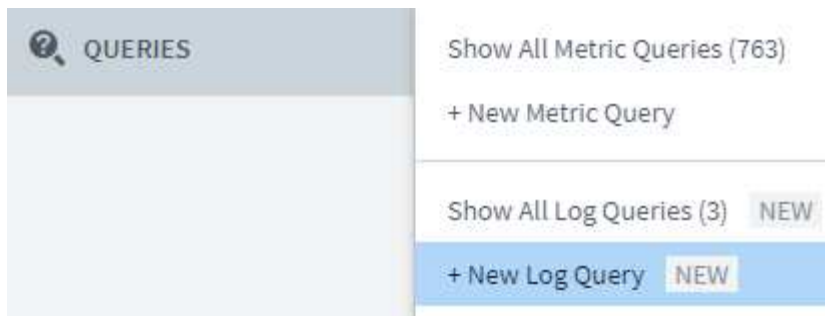 QUERIES
Show All Metric Queries (763)
+ New Metric Query
Show All Log Queries (3) NEW
+ New Log Query NEW